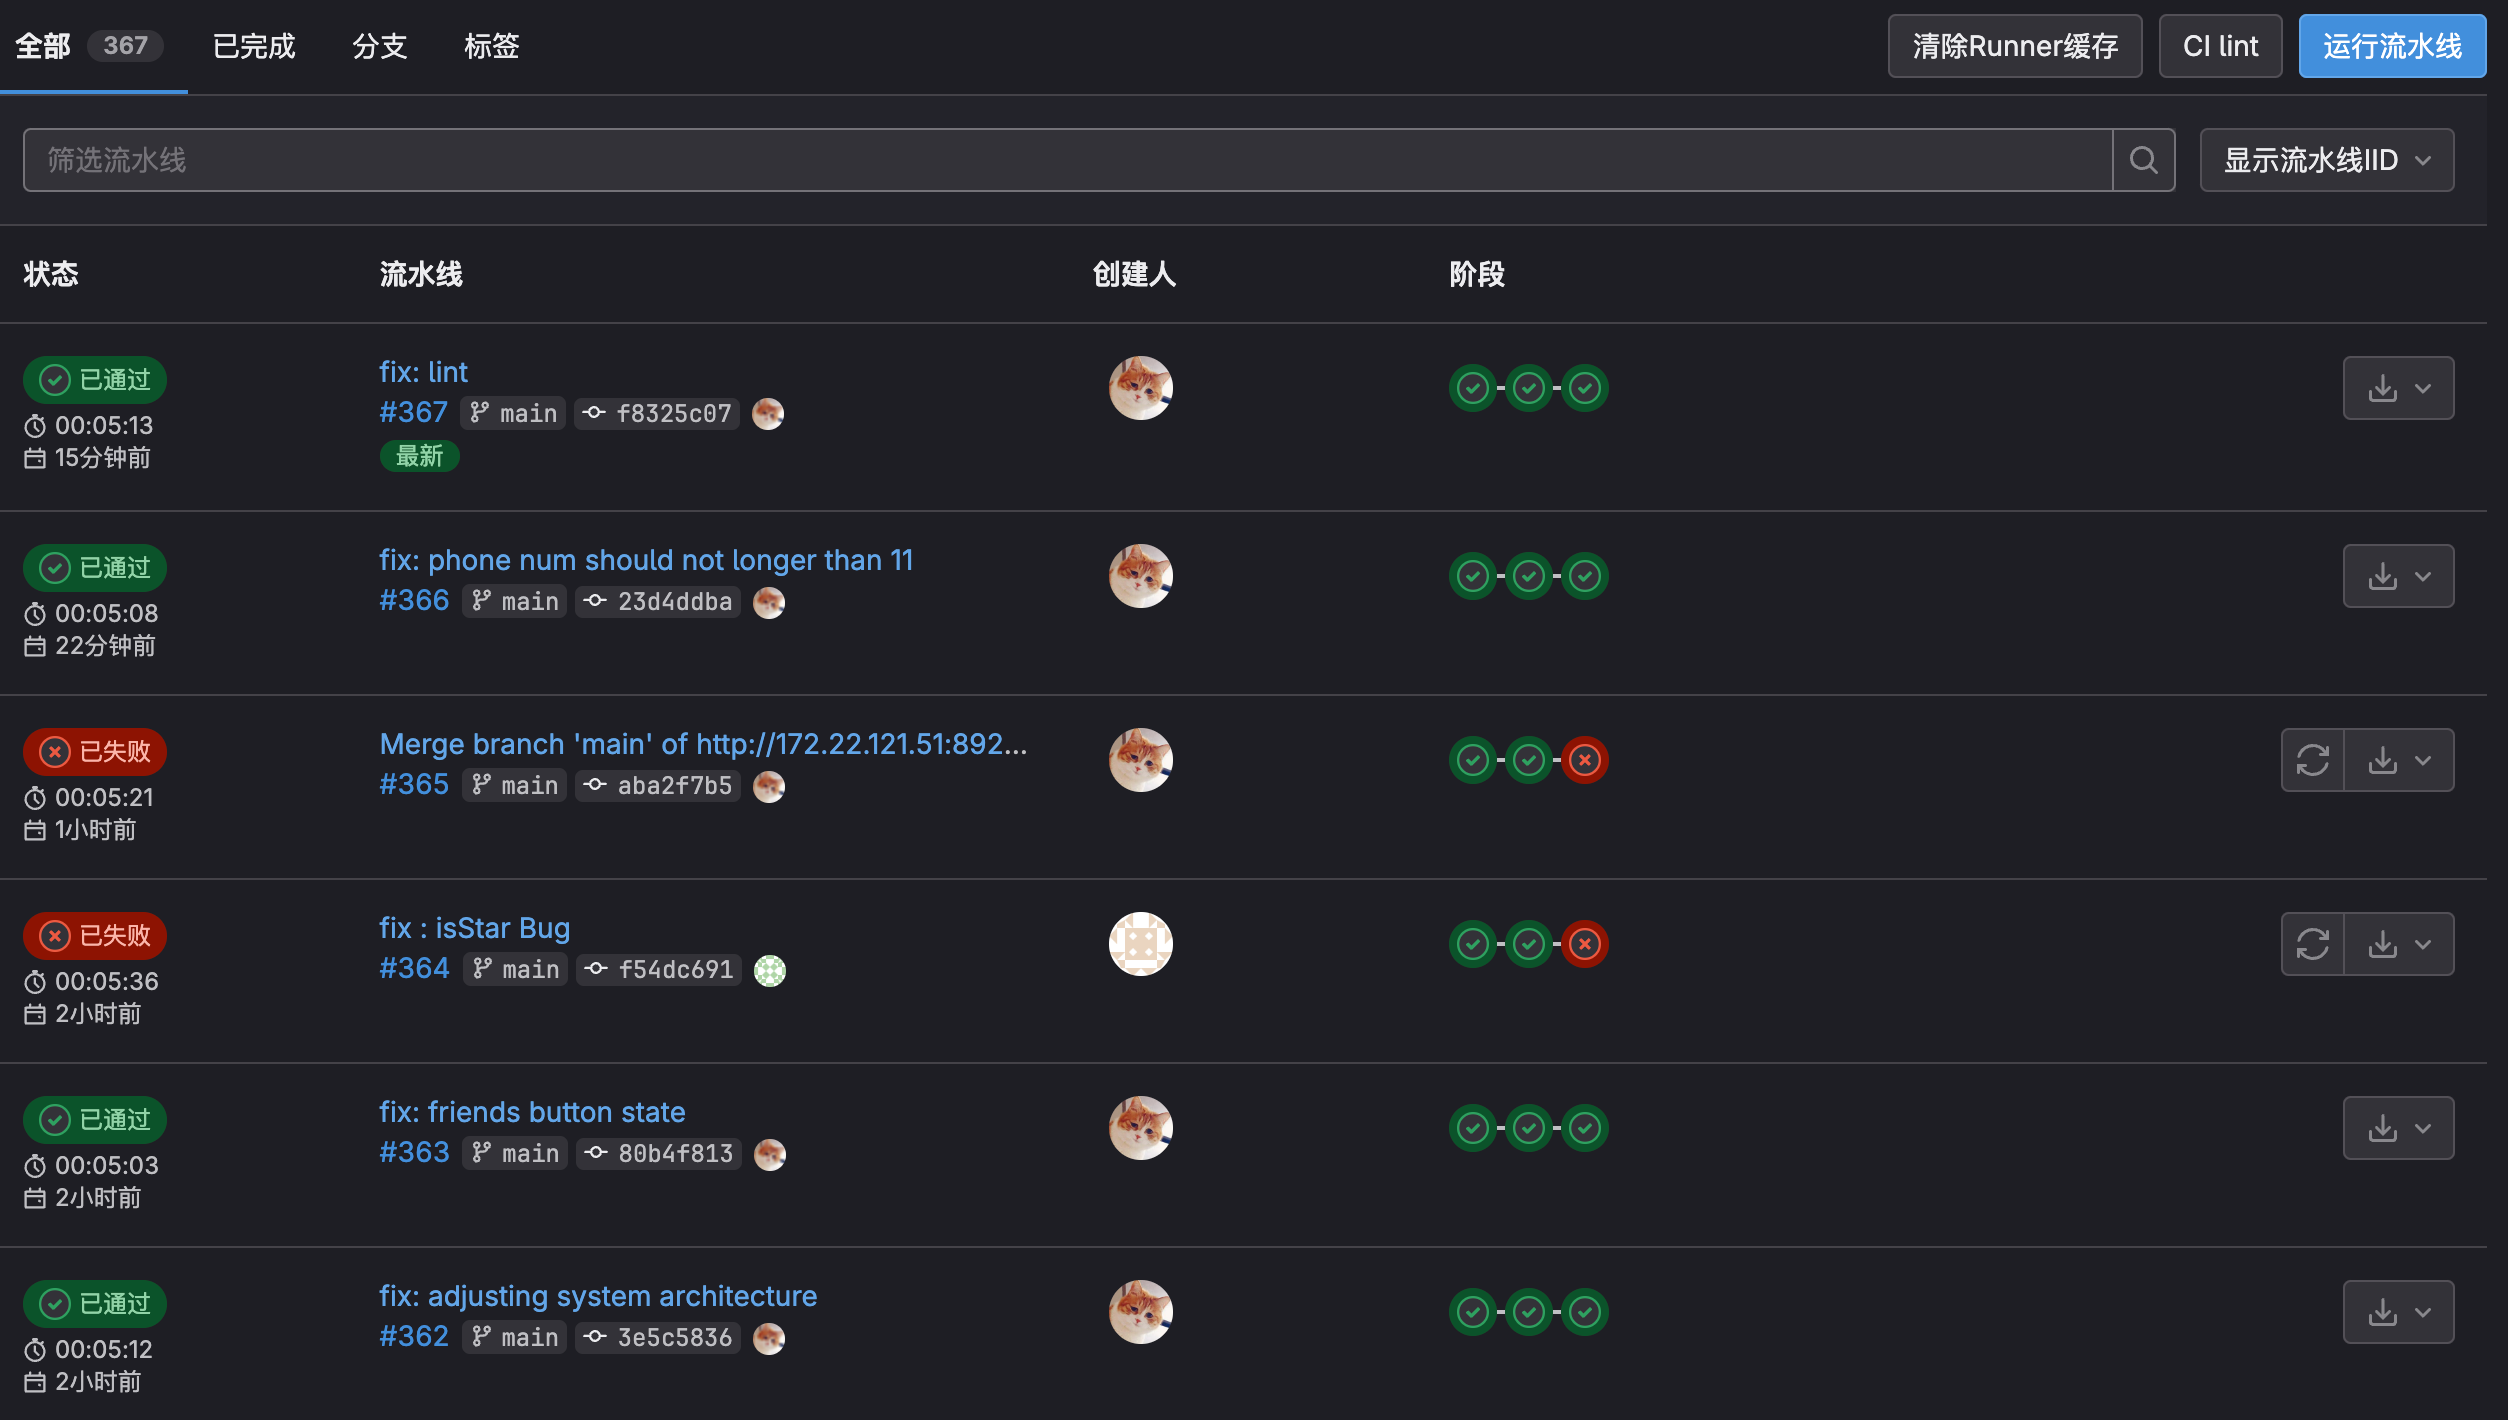 全部 367 已完成 分支 标签 清除Runner缓存 CI lint 运行流水线
筛选流水线 显示流水线IID
状态 流水线 创建人 阶段
已通过 fix: lint
#367 main f8325c07
00:05:13
15分钟前 最新
已通过 fix: phone num should not longer than 11
#366 main 23d4ddba
00:05:08
22分钟前
已失败 Merge branch 'main' of http://172.22.121.51:892...
#365 main aba2f7b5
00:05:21
1小时前
已失败 fix : isStar Bug
#364 main f54dc691
00:05:36
2小时前
已通过 fix: friends button state
#363 main 80b4f813
00:05:03
2小时前
已通过 fix: adjusting system architecture
#362 main 3e5c5836
00:05:12
2小时前